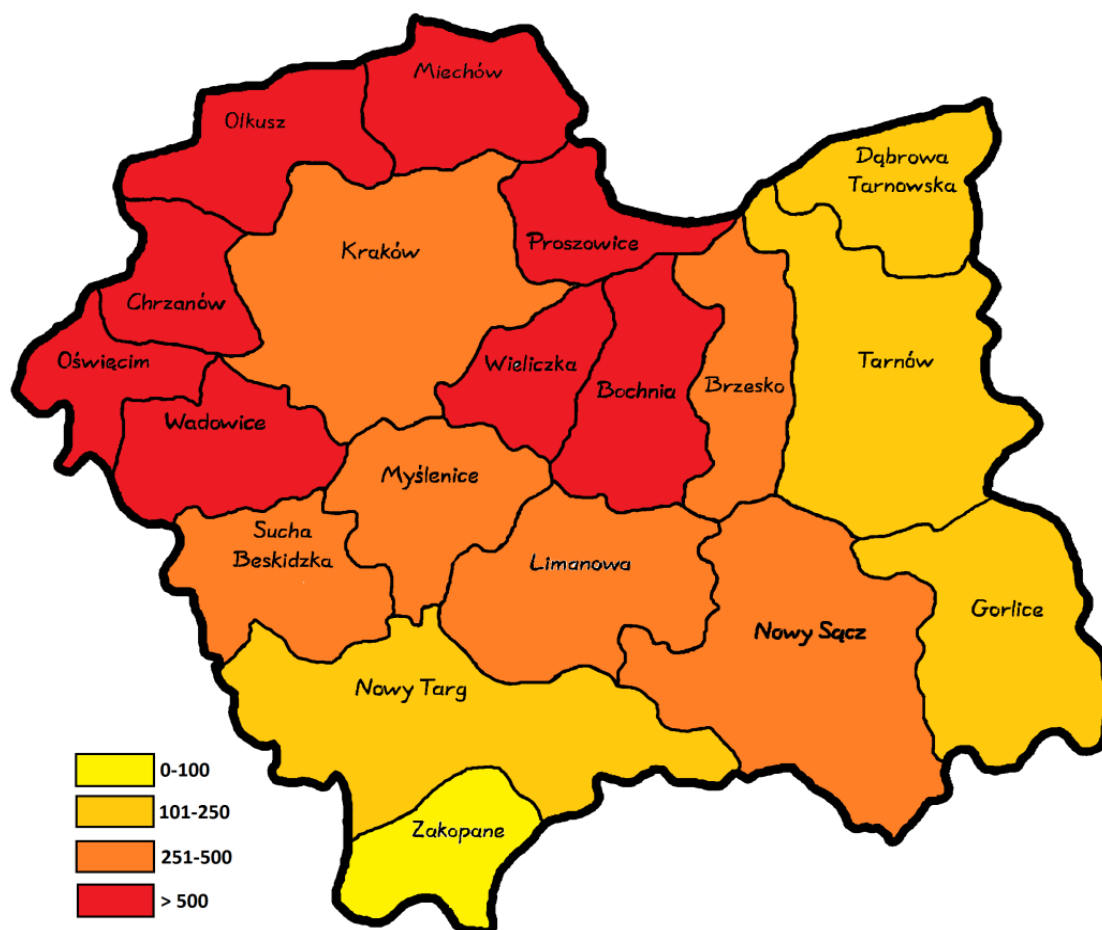 Miechów
Olkusz
Dąbrowa
Tarnowska
Kraków
Proszowice
Chrzanów
Oświęcim
Wieliczka
Bochnia
Brzesko
Tarnów
Wadowice
Myślenice
Sucha
Beskidzka
Limanowa
Gorlice
Nowy Sącz
Nowy Targ
Zakopane
0-100
101-250
251-500
> 500